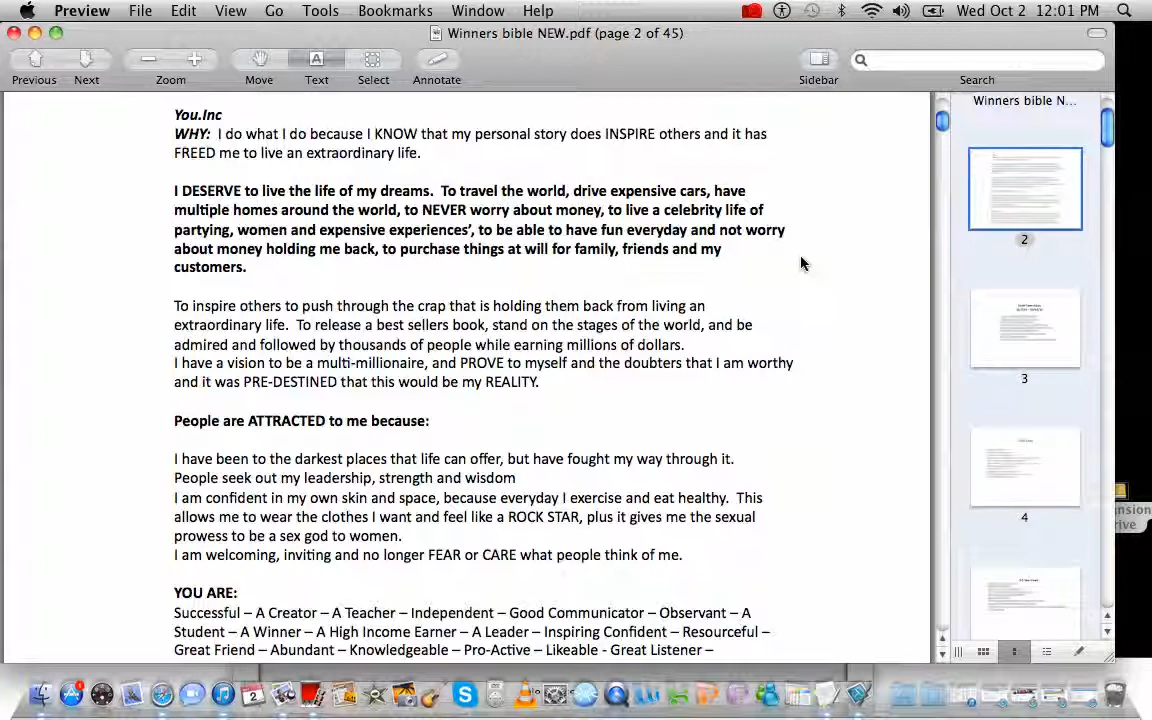 Preview File Edit View Go Tools Bookmarks Window Help Wed Oct 2 12:01 PM
Winners bible NEW.pdf (page 2 of 45)
Previous Next Zoom Move Text Select Annotate Sidebar Search
You.Inc
WHY: I do what I do because I KNOW that my personal story does INSPIRE others and it has
FREED me to live an extraordinary life.
I DESERVE to live the life of my dreams. To travel the world, drive expensive cars, have
multiple homes around the world, to NEVER worry about money, to live a celebrity life of
partying, women and expensive experiences’, to be able to have fun everyday and not worry
about money holding me back, to purchase things at will for family, friends and my
customers.
To inspire others to push through the crap that is holding them back from living an
extraordinary life. To release a best sellers book, stand on the stages of the world, and be
admired and followed by thousands of people while earning millions of dollars.
I have a vision to be a multi-millionaire, and PROVE to myself and the doubters that I am worthy
and it was PRE-DESTINED that this would be my REALITY.
People are ATTRACTED to me because:
I have been to the darkest places that life can offer, but have fought my way through it.
People seek out my leadership, strength and wisdom
I am confident in my own skin and space, because everyday I exercise and eat healthy. This
allows me to wear the clothes I want and feel like a ROCK STAR, plus it gives me the sexual
prowess to be a sex god to women.
I am welcoming, inviting and no longer FEAR or CARE what people think of me.
YOU ARE:
Successful – A Creator – A Teacher – Independent – Good Communicator – Observant – A
Student – A Winner – A High Income Earner – A Leader – Inspiring Confident – Resourceful –
Great Friend – Abundant – Knowledgeable – Pro-Active – Likeable - Great Listener –
Winners bible N...
2
3
4
nsion
rive
2